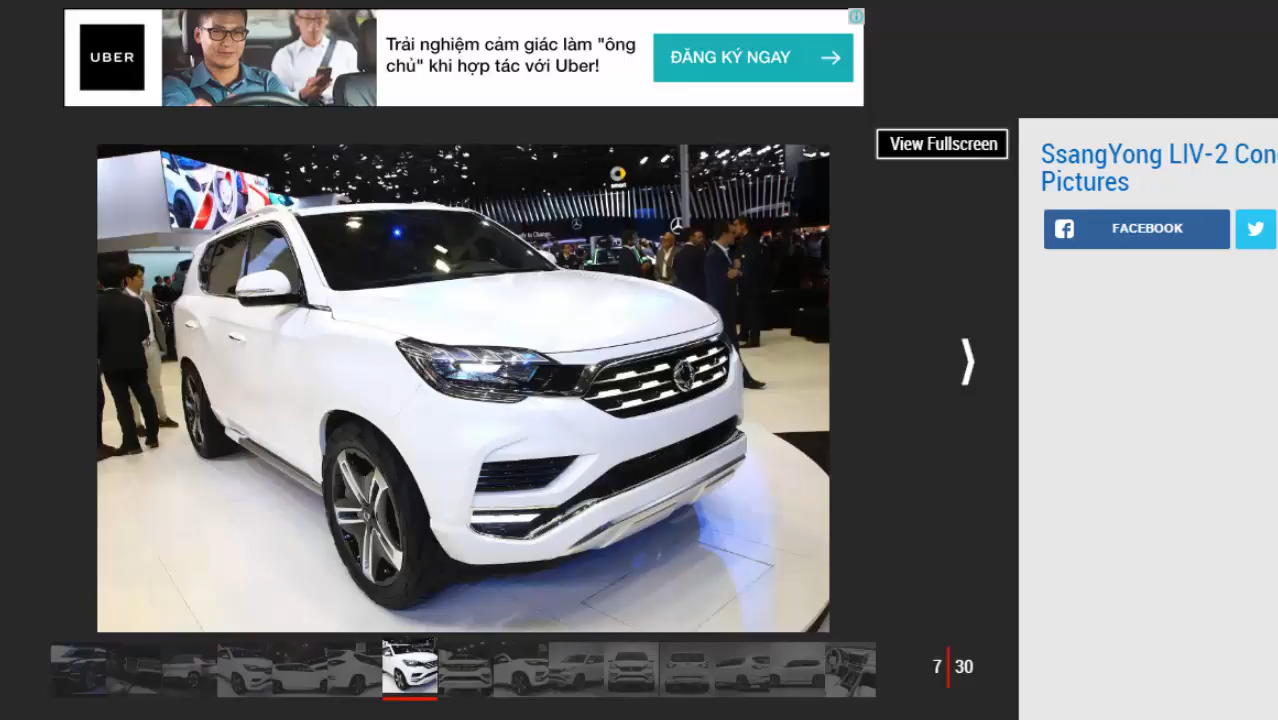 UBER
Trải nghiệm cảm giác làm "ông
chủ" khi hợp tác với Uber!
ĐĂNG KÝ NGAY
View Fullscreen
SsangYong LIV-2 Con
Pictures
FACEBOOK
smart
7 30